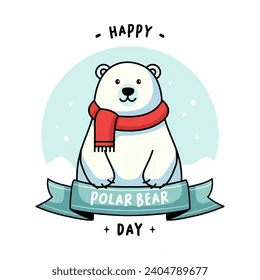 HAPPY
POLAR BEAR
DAY
shutterstock.com · 2404789677